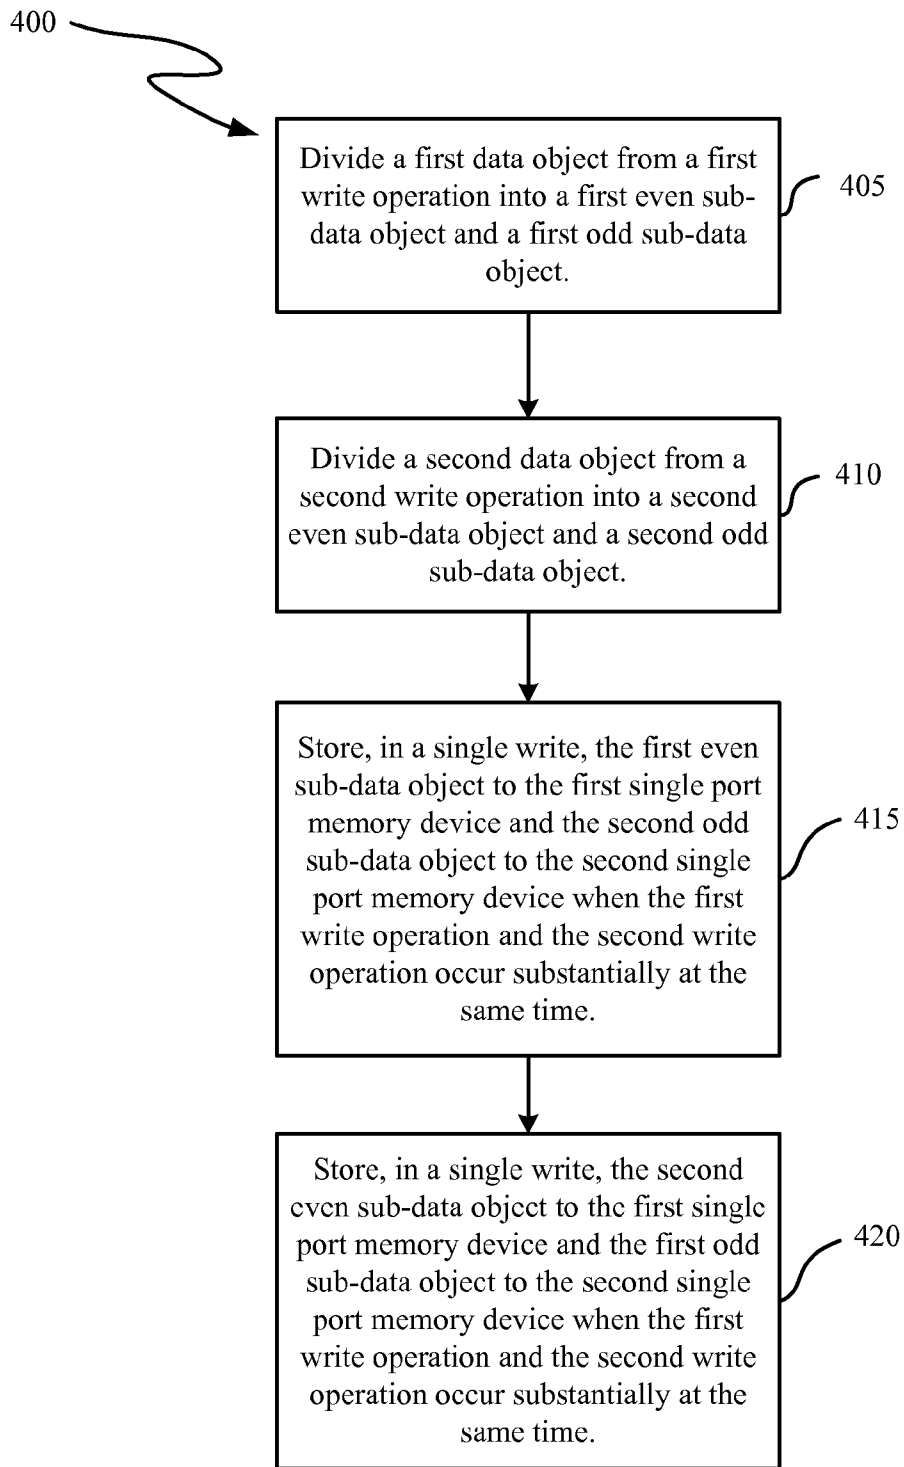 400
Divide a first data object from a first
write operation into a first even sub-
data object and a first odd sub-data
object.
405
Divide a second data object from a
second write operation into a second
even sub-data object and a second odd
sub-data object.
410
Store, in a single write, the first even
sub-data object to the first single port
memory device and the second odd
sub-data object to the second single
port memory device when the first
write operation and the second write
operation occur substantially at the
same time.
415
Store, in a single write, the second
even sub-data object to the first single
port memory device and the first odd
sub-data object to the second single
port memory device when the first
write operation and the second write
operation occur substantially at the
same time.
420